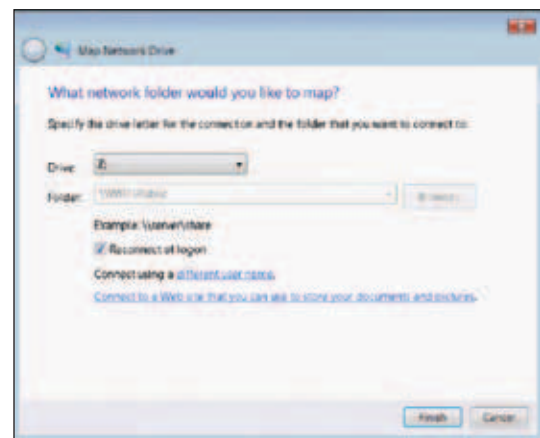 Map Network Drive
What network folder would you like to map?
Specify the drive letter for the connection and the folder that you want to connect to:
Drive: Z:
Folder: Browse...
Example: \\server\share
Reconnect at logon
Connect using a different user name.
Connect to a Web site that you can use to store your documents and pictures.
Finish Cancel